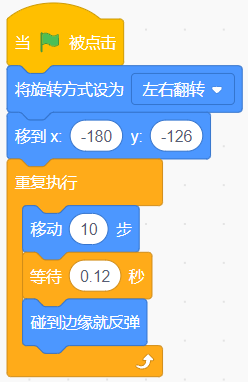 当 被点击
将旋转方式设为 左右翻转
移到 x: -180 y: -126
重复执行
移动 10 步
等待 0.12 秒
碰到边缘就反弹